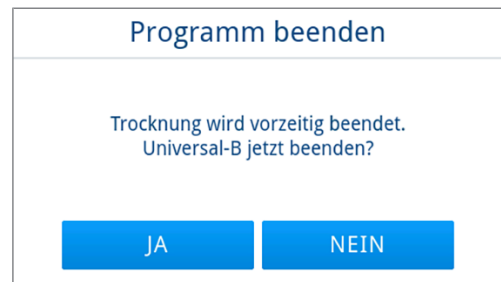 Programm beenden
Trocknung wird vorzeitig beendet.
Universal-B jetzt beenden?
JA
NEIN